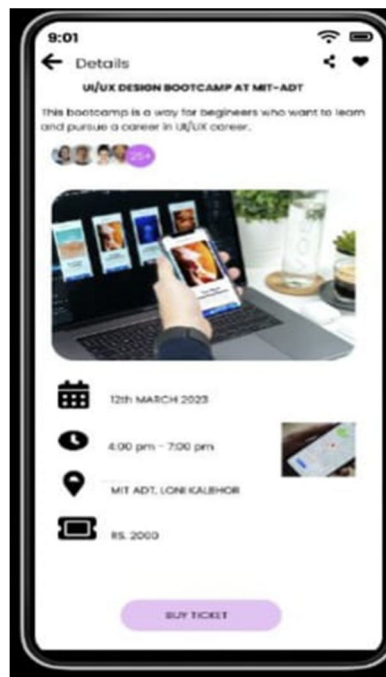 9:01
Details
UI/UX DESIGN BOOTCAMP AT MIT-ADT
This bootcamp is a way for begineers who want to learn
and pursue a career in UI/UX career.
25+
12th MARCH 2023
4:00 pm - 7:00 pm
MIT ADT, LONI KALBHOR
RS. 2000
BUY TICKET